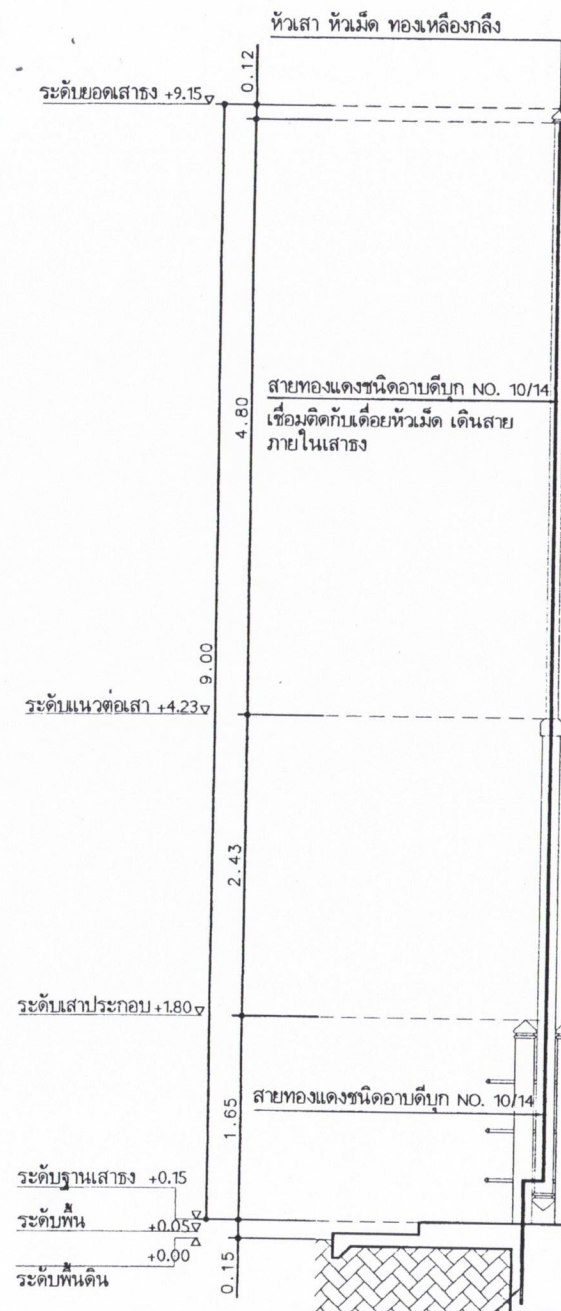 หัวเสา หัวเม็ด ทองเหลืองกลึง
0.12
ระดับยอดเสาธง +9.15
4.80
สายทองแดงชนิดอาบดีบุก NO. 10/14
เชื่อมติดกับเดือยหัวเม็ด เดินสาย
ภายในเสาธง
9.00
ระดับแนวต่อเสา +4.23
2.43
ระดับเสาประกอบ +1.80
1.65
สายทองแดงชนิดอาบดีบุก NO. 10/14
ระดับฐานเสาธง +0.15
ระดับพื้น +0.05
+0.00
ระดับพื้นดิน
0.15